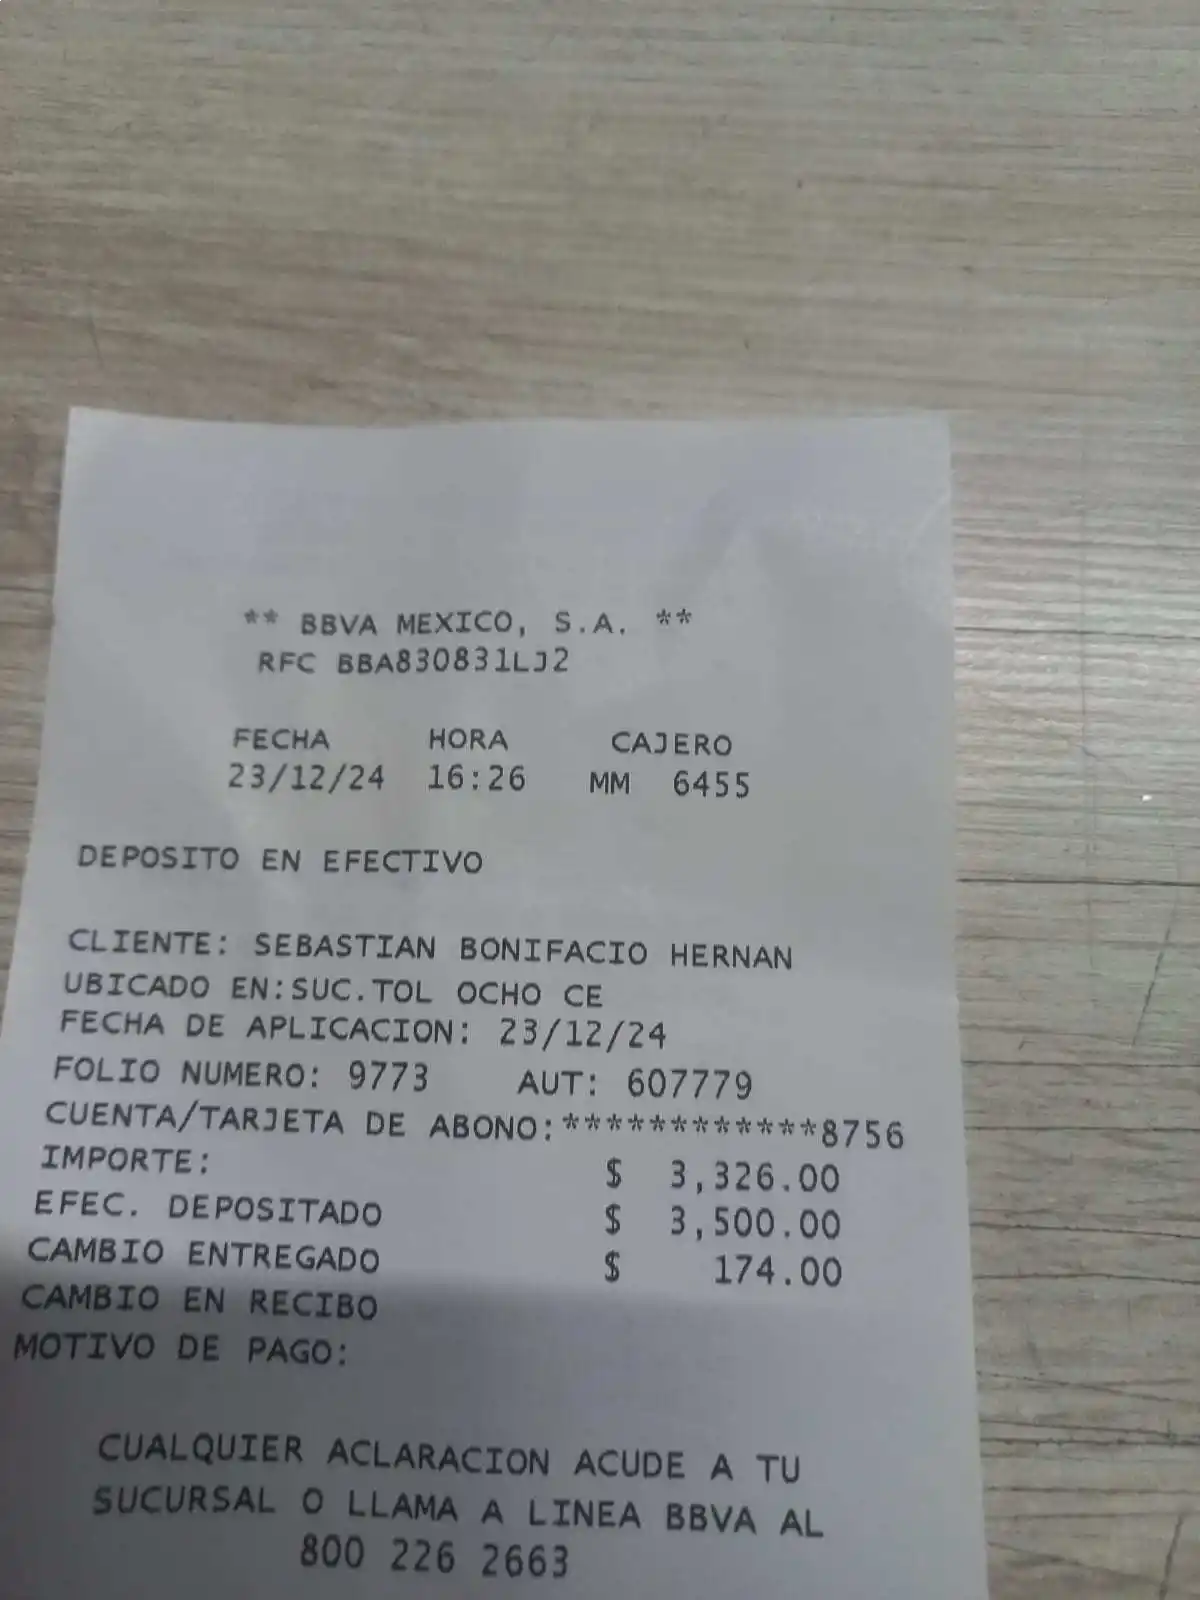 ** BBVA MEXICO, S.A. **
RFC BBA830831LJ2
FECHA HORA CAJERO
23/12/24 16:26 MM 6455
DEPOSITO EN EFECTIVO
CLIENTE: SEBASTIAN BONIFACIO HERNAN
UBICADO EN:SUC.TOL OCHO CE
FECHA DE APLICACION: 23/12/24
FOLIO NUMERO: 9773 AUT: 607779
CUENTA/TARJETA DE ABONO:************8756
IMPORTE: $ 3,326.00
EFEC. DEPOSITADO $ 3,500.00
CAMBIO ENTREGADO $ 174.00
CAMBIO EN RECIBO
MOTIVO DE PAGO:
CUALQUIER ACLARACION ACUDE A TU
SUCURSAL O LLAMA A LINEA BBVA AL
800 226 2663